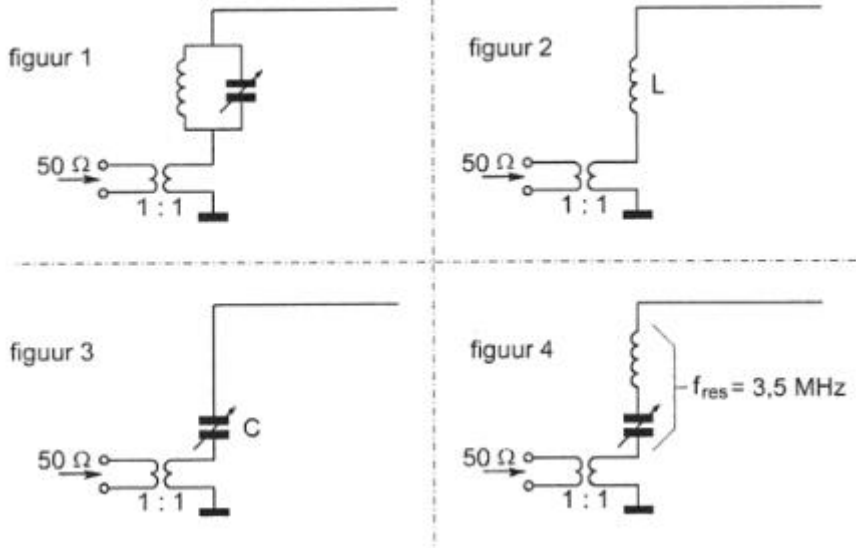 figuur 1
50 Ω
1 : 1
figuur 2
L
50 Ω
1 : 1
figuur 3
C
50 Ω
1 : 1
figuur 4
f res = 3,5 MHz
50 Ω
1 : 1